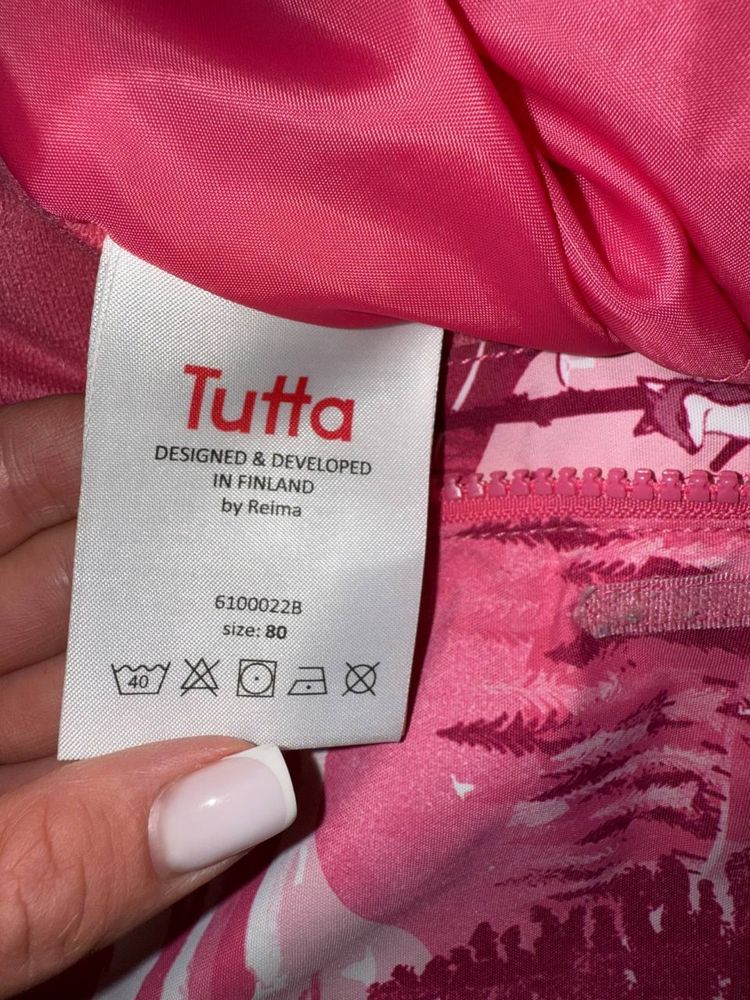 Tutta
DESIGNED & DEVELOPED
IN FINLAND
by Reima
6100022B
size: 80
40